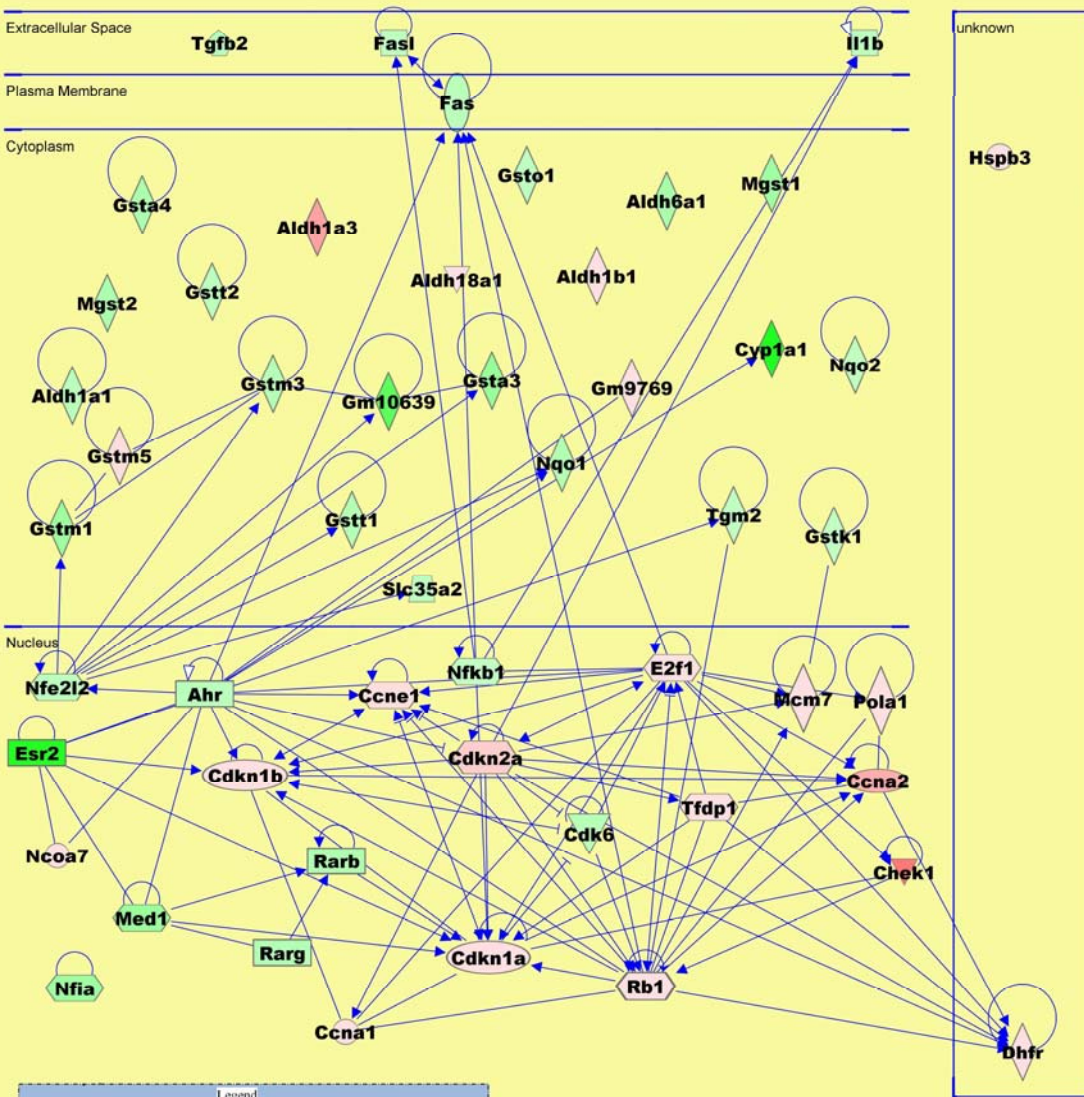 Extracellular Space
unknown
Tgfb2
Fasl
Il1b
Plasma Membrane
Fas
Cytoplasm
Hspb3
Gsto1
Mgst1
Gsta4
Aldh6a1
Aldh1a3
Aldh18a1
Aldh1b1
Gstt2
Mgst2
Cyp1a1
Nqo2
Gstm3
Gsta3
Gm9769
Aldh1a1
Gm10639
Gstm5
Nqo1
Gstm1
Gstt1
Tgm2
Gstk1
Slc35a2
Nucleus
Nfe2l2
Ahr
Ccne1
Nfkb1
E2f1
Mcm7
Pola1
Esr2
Cdkn1b
Cdkn2a
Ccna2
Tfdp1
Cdk6
Ncoa7
Rarb
Chek1
Med1
Rarg
Cdkn1a
Nfia
Rb1
Ccna1
Dhfr
Legend